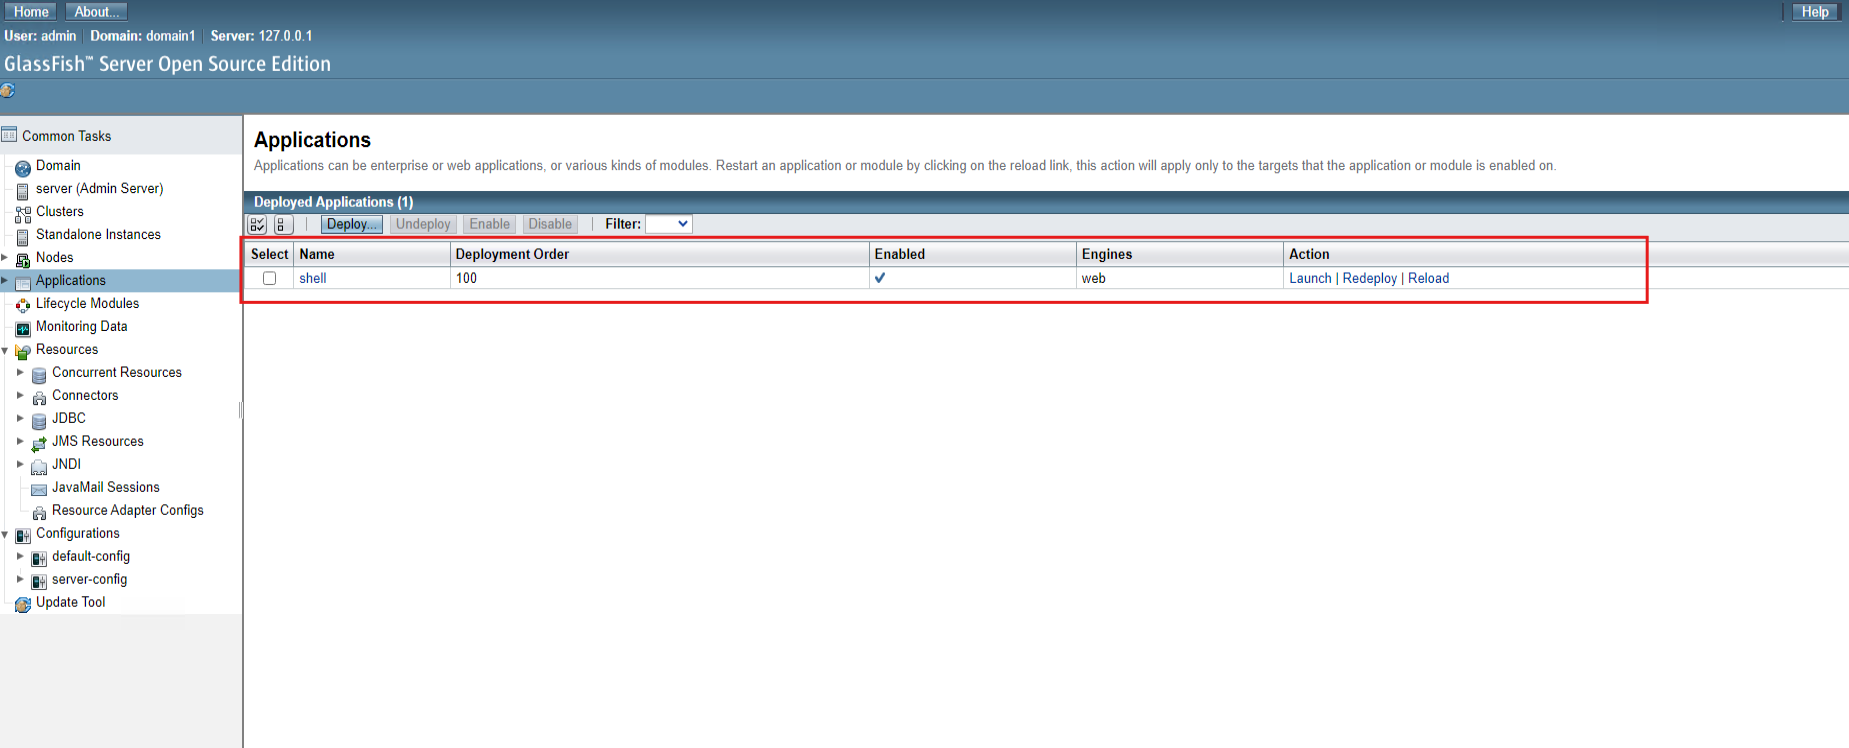 Home About... Help
User: admin Domain: domain1 Server: 127.0.0.1
GlassFish™ Server Open Source Edition
Common Tasks
Domain
server (Admin Server)
Clusters
Standalone Instances
Nodes
Applications
Lifecycle Modules
Monitoring Data
Resources
Concurrent Resources
Connectors
JDBC
JMS Resources
JNDI
JavaMail Sessions
Resource Adapter Configs
Configurations
default-config
server-config
Update Tool
Applications
Applications can be enterprise or web applications, or various kinds of modules. Restart an application or module by clicking on the reload link, this action will apply only to the targets that the application or module is enabled on.
Deployed Applications (1)
Deploy... Undeploy Enable Disable Filter:
Select Name Deployment Order Enabled Engines Action
shell 100 web Launch | Redeploy | Reload